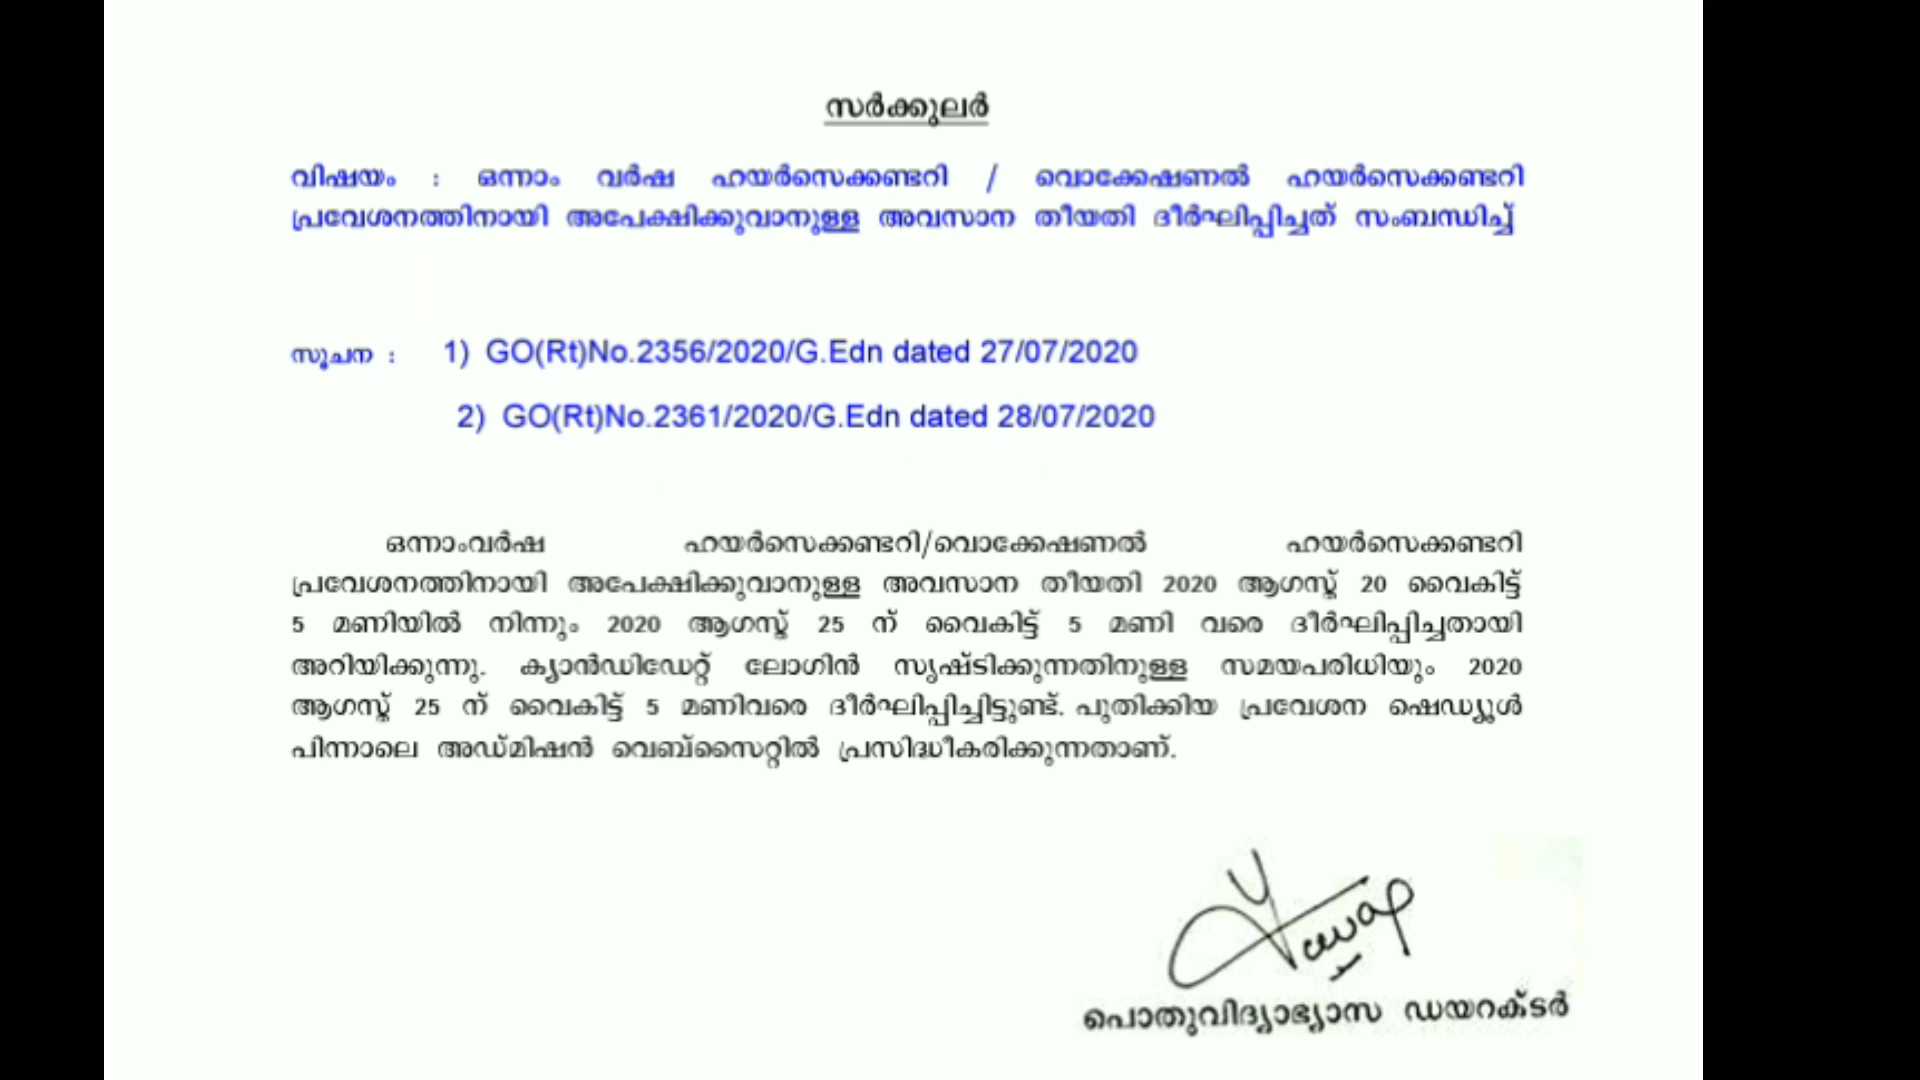 സർക്കുലർ
വിഷയം : ഒന്നാം വർഷ ഹയർസെക്കണ്ടറി / വൊക്കേഷണൽ ഹയർസെക്കണ്ടറി
പ്രവേശനത്തിനായി അപേക്ഷിക്കുവാനുള്ള അവസാന തീയതി ദീർഘിപ്പിച്ചത് സംബന്ധിച്ച്
സൂചന : 1) GO(Rt)No.2356/2020/G.Edn dated 27/07/2020
2) GO(Rt)No.2361/2020/G.Edn dated 28/07/2020
ഒന്നാംവർഷ ഹയർസെക്കണ്ടറി/വൊക്കേഷണൽ ഹയർസെക്കണ്ടറി
പ്രവേശനത്തിനായി അപേക്ഷിക്കുവാനുള്ള അവസാന തീയതി 2020 ആഗസ്റ്റ് 20 വൈകിട്ട്
5 മണിയിൽ നിന്നും 2020 ആഗസ്റ്റ് 25 ന് വൈകിട്ട് 5 മണി വരെ ദീർഘിപ്പിച്ചതായി
അറിയിക്കുന്നു. ക്യാൻഡിഡേറ്റ് ലോഗിൻ സൃഷ്ടിക്കുന്നതിനുള്ള സമയപരിധിയും 2020
ആഗസ്റ്റ് 25 ന് വൈകിട്ട് 5 മണിവരെ ദീർഘിപ്പിച്ചിട്ടുണ്ട്. പുതിക്കിയ പ്രവേശന ഷെഡ്യൂൾ
പിന്നാലെ അഡ്മിഷൻ വെബ്സൈറ്റിൽ പ്രസിദ്ധീകരിക്കുന്നതാണ്.
പൊതുവിദ്യാഭ്യാസ ഡയറക്ടർ